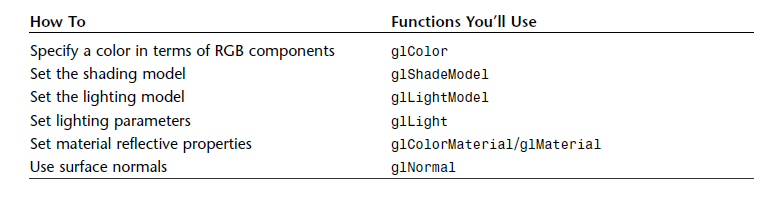 How To Functions You'll Use
Specify a color in terms of RGB components glColor
Set the shading model glShadeModel
Set the lighting model glLightModel
Set lighting parameters glLight
Set material reflective properties glColorMaterial/glMaterial
Use surface normals glNormal